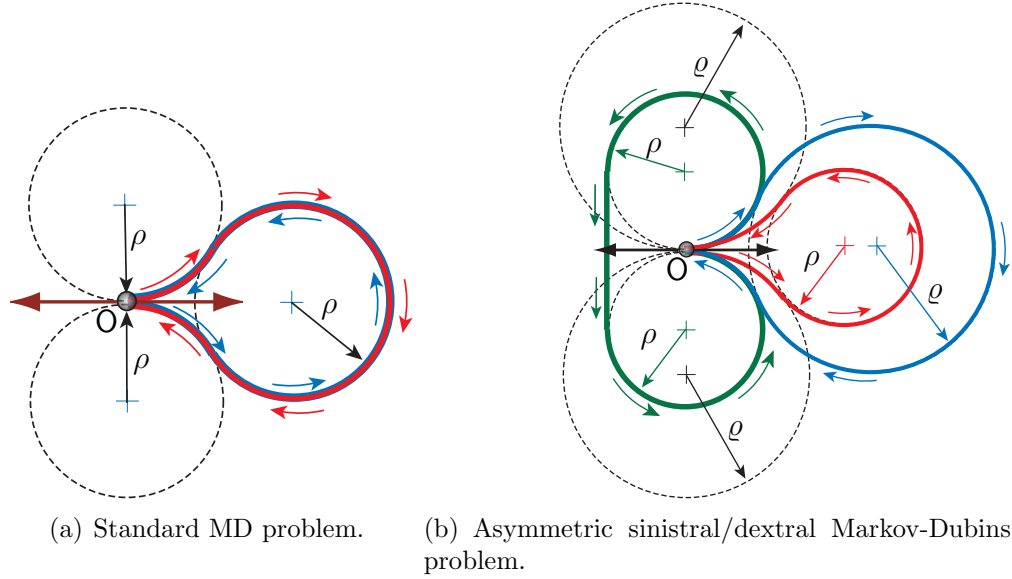 ρ
O
ρ
ρ
ϱ
ρ
O
ρ
ρ
ϱ
ϱ
(a) Standard MD problem.
(b) Asymmetric sinistral/dextral Markov-Dubins
problem.